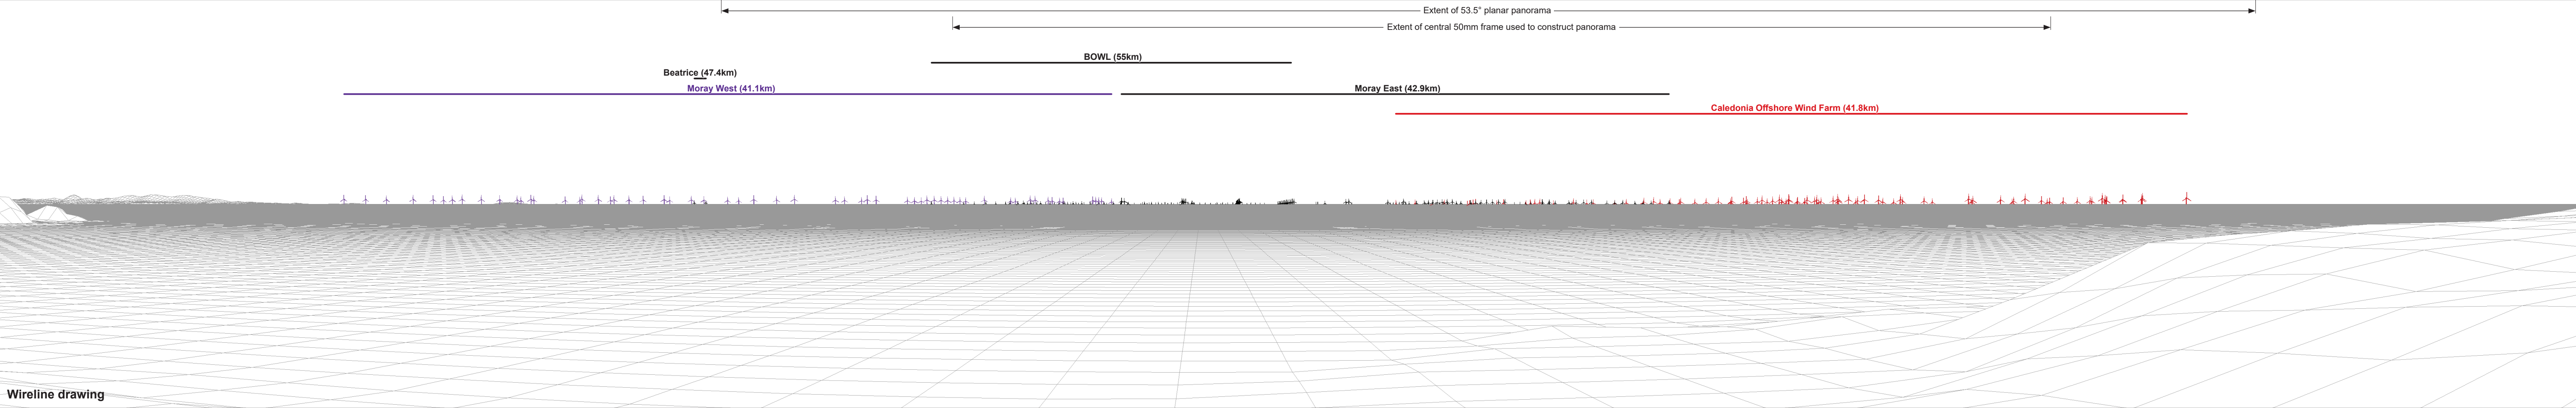 Extent of 53.5° planar panorama
Extent of central 50mm frame used to construct panorama
BOWL (55km)
Beatrice (47.4km)
Moray West (41.1km)
Moray East (42.9km)
Caledonia Offshore Wind Farm (41.8km)
Wireline drawing